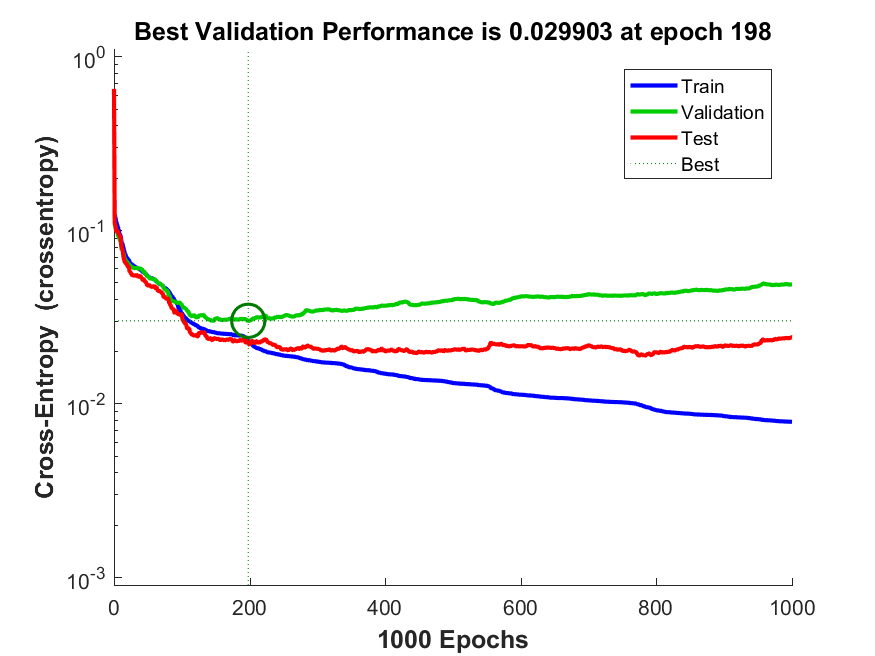 Best Validation Performance is 0.029903 at epoch 198
Train
Validation
Test
Best
10^0
10^-1
10^-2
10^-3
Cross-Entropy (crossentropy)
0 200 400 600 800 1000
1000 Epochs